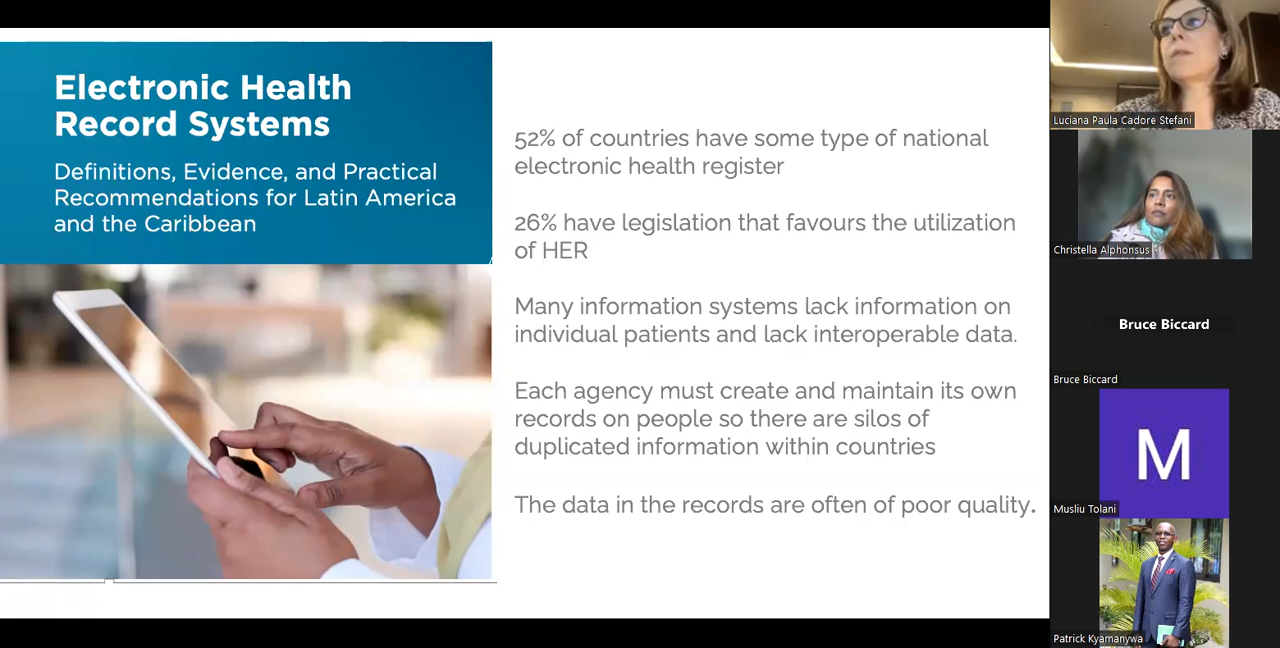 Electronic Health
Record Systems
Definitions, Evidence, and Practical
Recommendations for Latin America
and the Caribbean
52% of countries have some type of national
electronic health register
26% have legislation that favours the utilization
of HER
Many information systems lack information on
individual patients and lack interoperable data.
Each agency must create and maintain its own
records on people so there are silos of
duplicated information within countries
The data in the records are often of poor quality.
Luciana Paula Cadore Stefani
Christella Alphonsus
Bruce Biccard
Bruce Biccard
M
Musliu Tolani
Patrick Kyamanywa